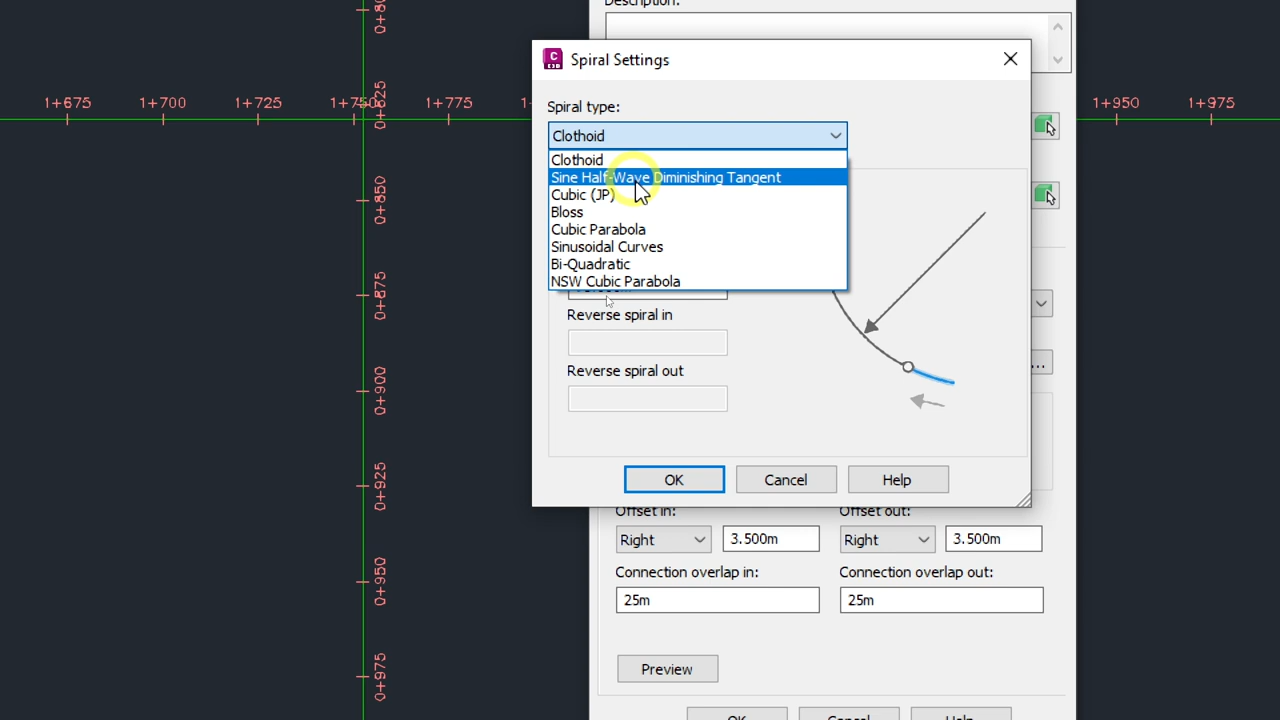 Description:
Spiral Settings
Spiral type:
Clothoid
Clothoid
Sine Half-Wave Diminishing Tangent
Cubic (JP)
Bloss
Cubic Parabola
Sinusoidal Curves
Bi-Quadratic
NSW Cubic Parabola
Reverse spiral in
Reverse spiral out
OK Cancel Help
Offset in: Offset out:
Right 3.500m Right 3.500m
Connection overlap in: Connection overlap out:
25m 25m
Preview
OK Cancel Help
1+675 1+700 1+725 1+775 1+950 1+975
0+825
0+850
0+875
0+900
0+925
0+950
0+975